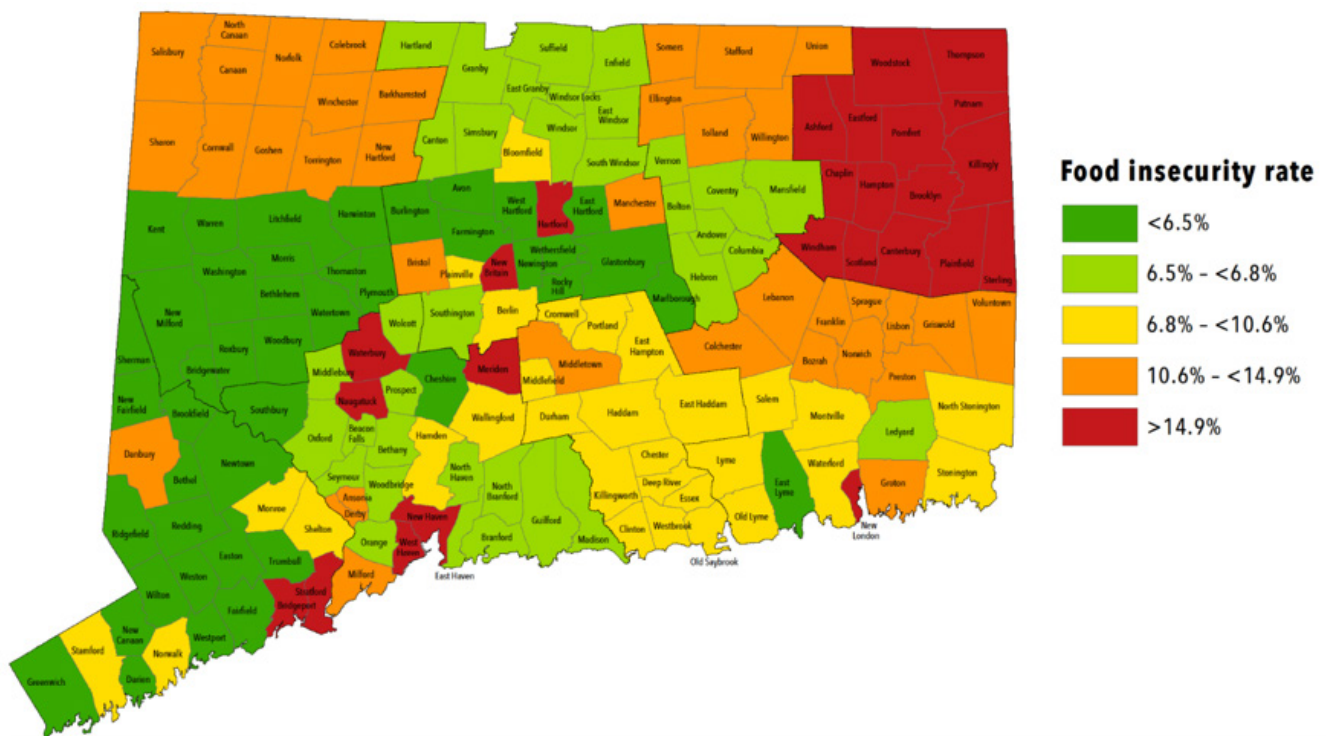 North
Canaan
Salisbury
Canaan
Norfolk
Colebrook
Hartland
Suffield
Enfield
Somers
Stafford
Union
Woodstock
Thompson
Granby
East Granby
Windsor Locks
Winchester
Barkhamsted
Ellington
East
Windsor
Putnam
Sharon
Cornwall
Goshen
Torrington
New
Hartford
Canton
Simsbury
Bloomfield
Windsor
South Windsor
Vernon
Tolland
Willington
Ashford
Eastford
Pomfret
Killingly
Kent
Warren
Litchfield
Harwinton
Burlington
Avon
West
Hartford
Hartford
East
Hartford
Manchester
Bolton
Coventry
Mansfield
Chaplin
Hampton
Brooklyn
Farmington
Wethersfield
Newington
Glastonbury
Andover
Columbia
Windham
Scotland
Canterbury
Plainfield
Sterling
Washington
Morris
Thomaston
Bristol
Plainville
New
Britain
Rocky
Hill
Marlborough
Hebron
Bethlehem
Plymouth
New
Milford
Watertown
Wolcott
Southington
Berlin
Cromwell
Portland
East
Hampton
Lebanon
Sprague
Franklin
Lisbon
Griswold
Voluntown
Sherman
Roxbury
Woodbury
Bridgewater
Waterbury
Middlebury
Cheshire
Meriden
Middlefield
Middletown
Colchester
Bozrah
Norwich
Preston
New
Fairfield
Brookfield
Southbury
Naugatuck
Prospect
Wallingford
Durham
Haddam
East Haddam
Salem
Montville
Ledyard
North Stonington
Danbury
Bethel
Newtown
Oxford
Beacon
Falls
Bethany
Hamden
North
Haven
Seymour
Woodbridge
North
Branford
Guilford
Madison
Killingworth
Chester
Deep River
Essex
Lyme
East
Lyme
Waterford
Groton
Stonington
Ridgefield
Redding
Monroe
Shelton
Ansonia
Derby
Orange
New Haven
West
Haven
East Haven
Branford
Clinton
Westbrook
Old Saybrook
Old Lyme
New
London
Easton
Trumbull
Milford
Stratford
Bridgeport
Weston
Wilton
Fairfield
New
Canaan
Westport
Norwalk
Stamford
Darien
Greenwich
Food insecurity rate
<6.5%
6.5% - <6.8%
6.8% - <10.6%
10.6% - <14.9%
>14.9%